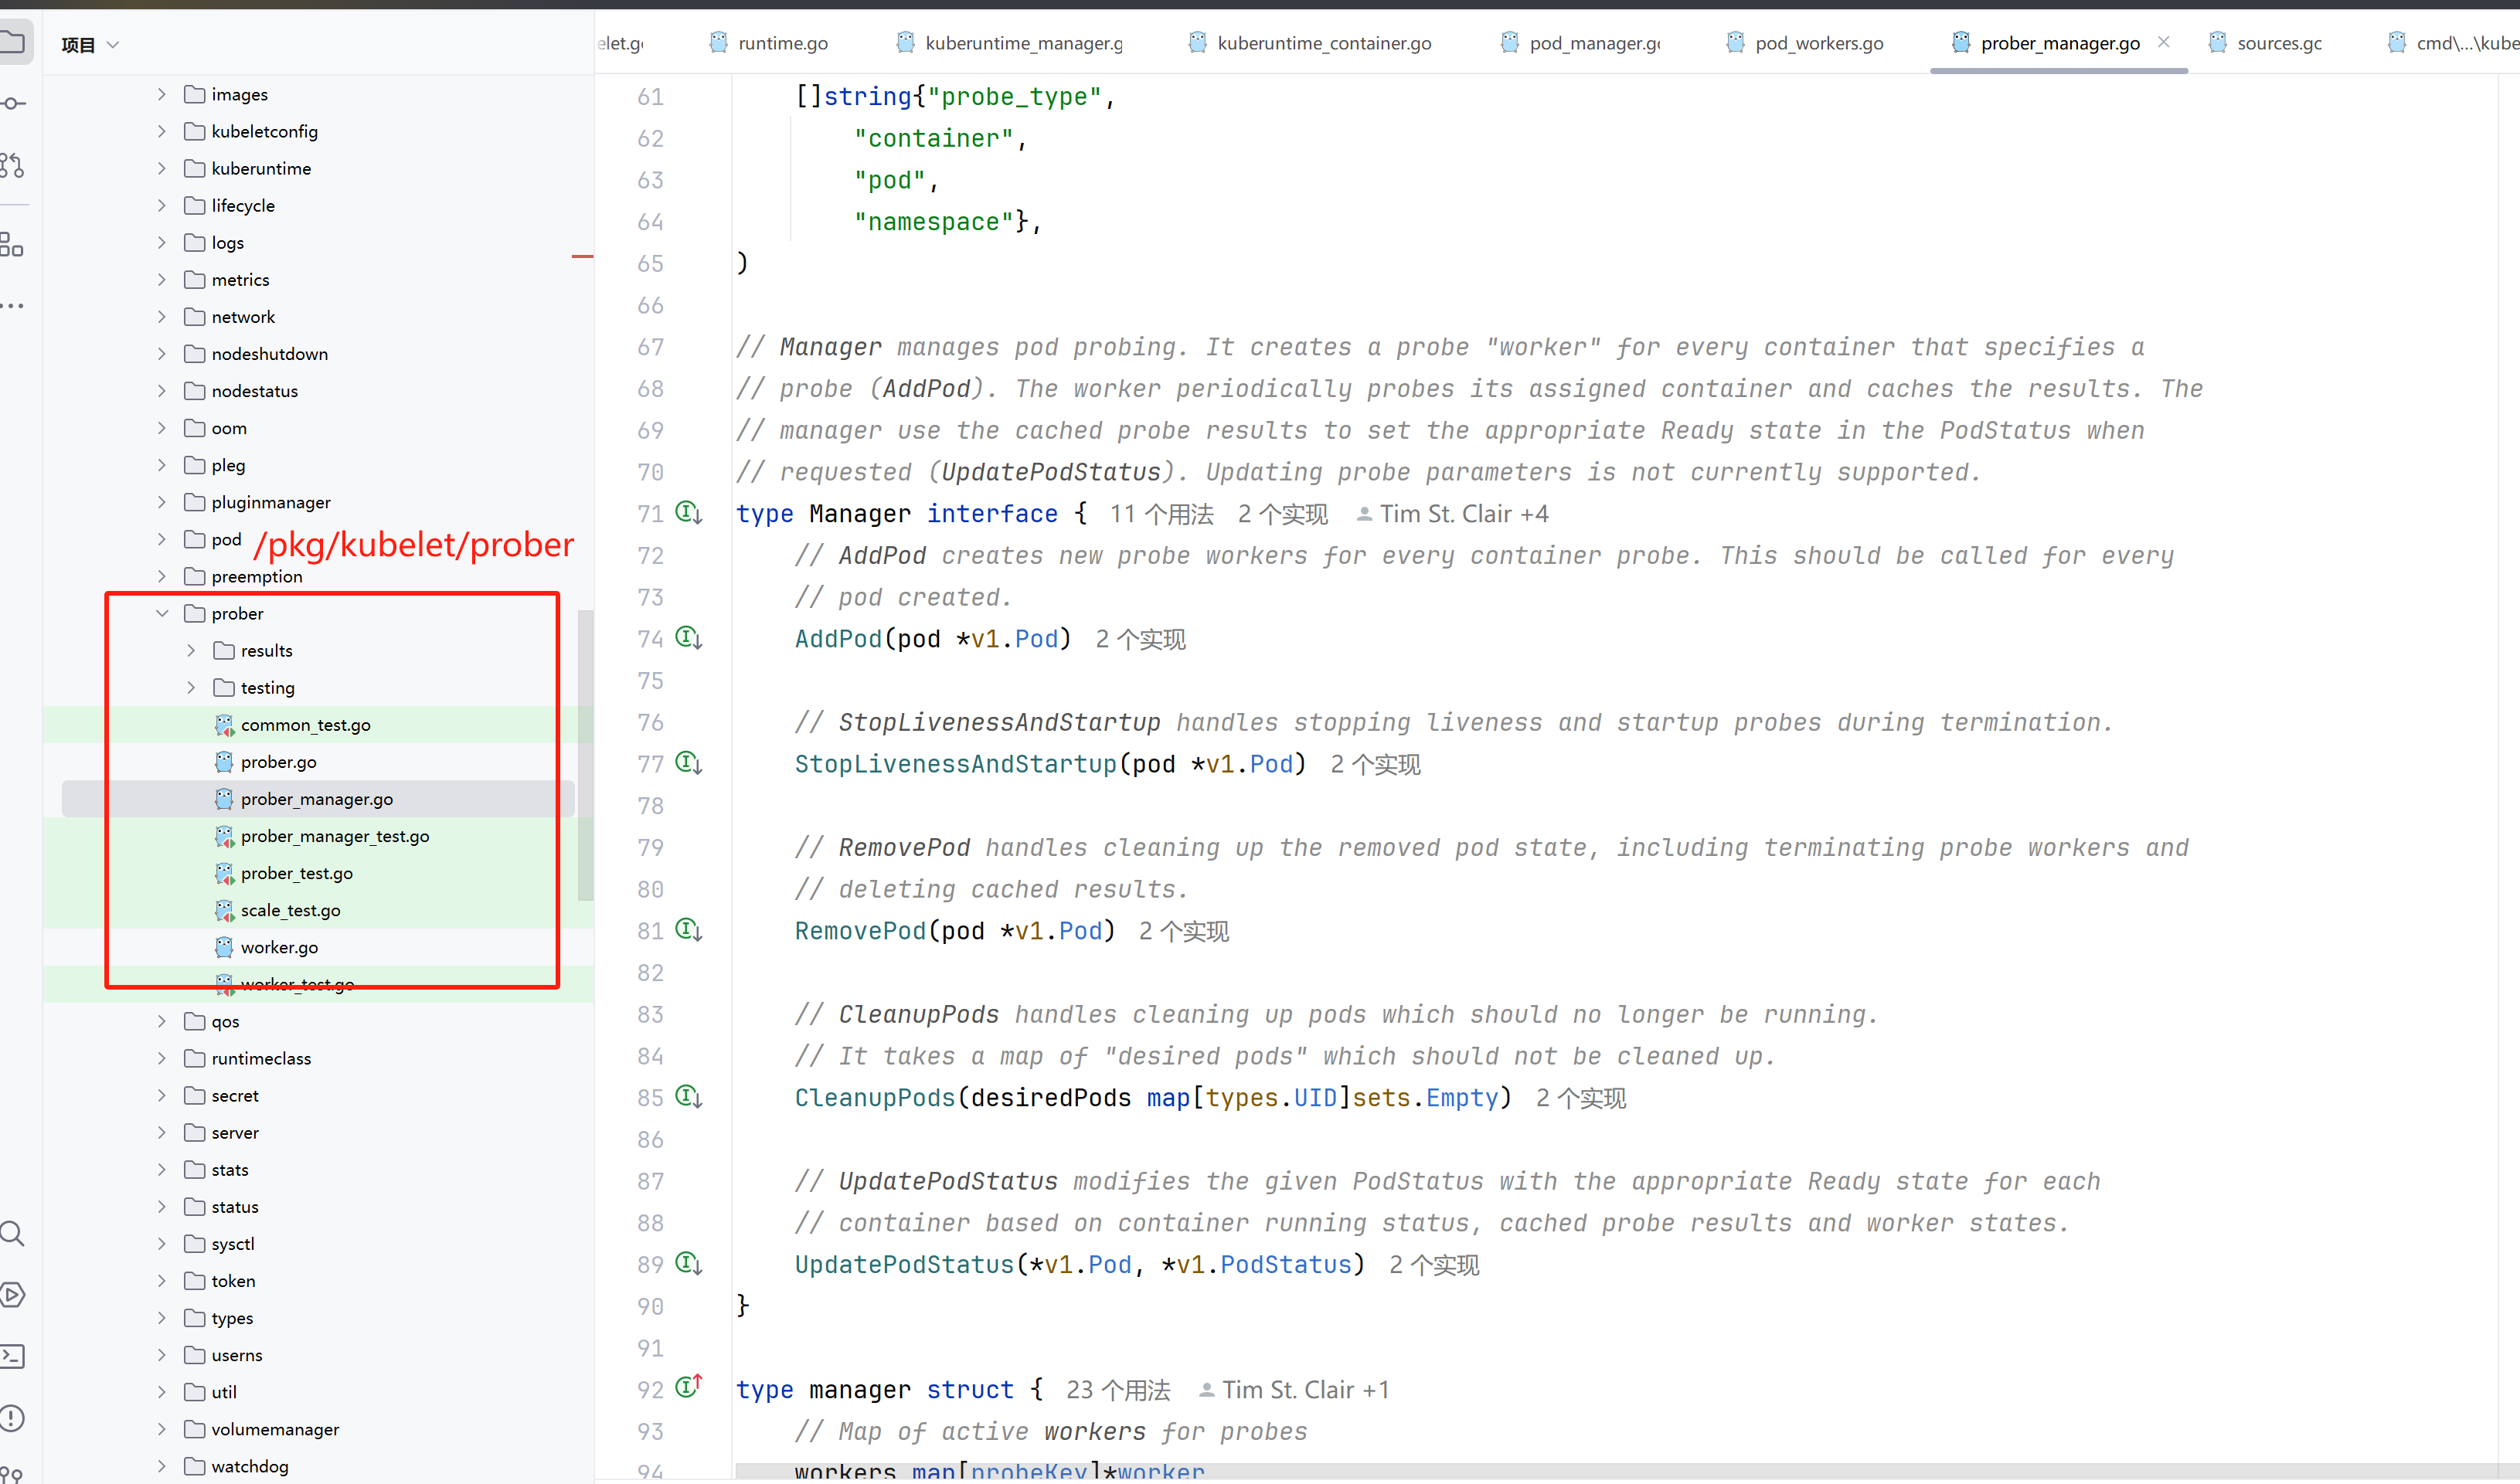 项目
elet.go
runtime.go
kuberuntime_manager.g
kuberuntime_container.go
pod_manager.go
pod_workers.go
prober_manager.go
sources.gc
cmd\...\kube
images
kubeletconfig
kuberuntime
lifecycle
logs
metrics
network
nodeshutdown
nodestatus
oom
pleg
pluginmanager
pod
/pkg/kubelet/prober
preemption
prober
results
testing
common_test.go
prober.go
prober_manager.go
prober_manager_test.go
prober_test.go
scale_test.go
worker.go
worker_test.go
qos
runtimeclass
secret
server
stats
status
sysctl
token
types
userns
util
volumemanager
watchdog
61 []string{"probe_type",
62 "container",
63 "pod",
64 "namespace"},
65 )
66
67 // Manager manages pod probing. It creates a probe "worker" for every container that specifies a
68 // probe (AddPod). The worker periodically probes its assigned container and caches the results. The
69 // manager use the cached probe results to set the appropriate Ready state in the PodStatus when
70 // requested (UpdatePodStatus). Updating probe parameters is not currently supported.
71 type Manager interface { 11 个用法 2 个实现 Tim St. Clair +4
72 // AddPod creates new probe workers for every container probe. This should be called for every
73 // pod created.
74 AddPod(pod *v1.Pod) 2 个实现
75
76 // StopLivenessAndStartup handles stopping liveness and startup probes during termination.
77 StopLivenessAndStartup(pod *v1.Pod) 2 个实现
78
79 // RemovePod handles cleaning up the removed pod state, including terminating probe workers and
80 // deleting cached results.
81 RemovePod(pod *v1.Pod) 2 个实现
82
83 // CleanupPods handles cleaning up pods which should no longer be running.
84 // It takes a map of "desired pods" which should not be cleaned up.
85 CleanupPods(desiredPods map[types.UID]sets.Empty) 2 个实现
86
87 // UpdatePodStatus modifies the given PodStatus with the appropriate Ready state for each
88 // container based on container running status, cached probe results and worker states.
89 UpdatePodStatus(*v1.Pod, *v1.PodStatus) 2 个实现
90 }
91
92 type manager struct { 23 个用法 Tim St. Clair +1
93 // Map of active workers for probes
94 workers map[probeKey]*worker